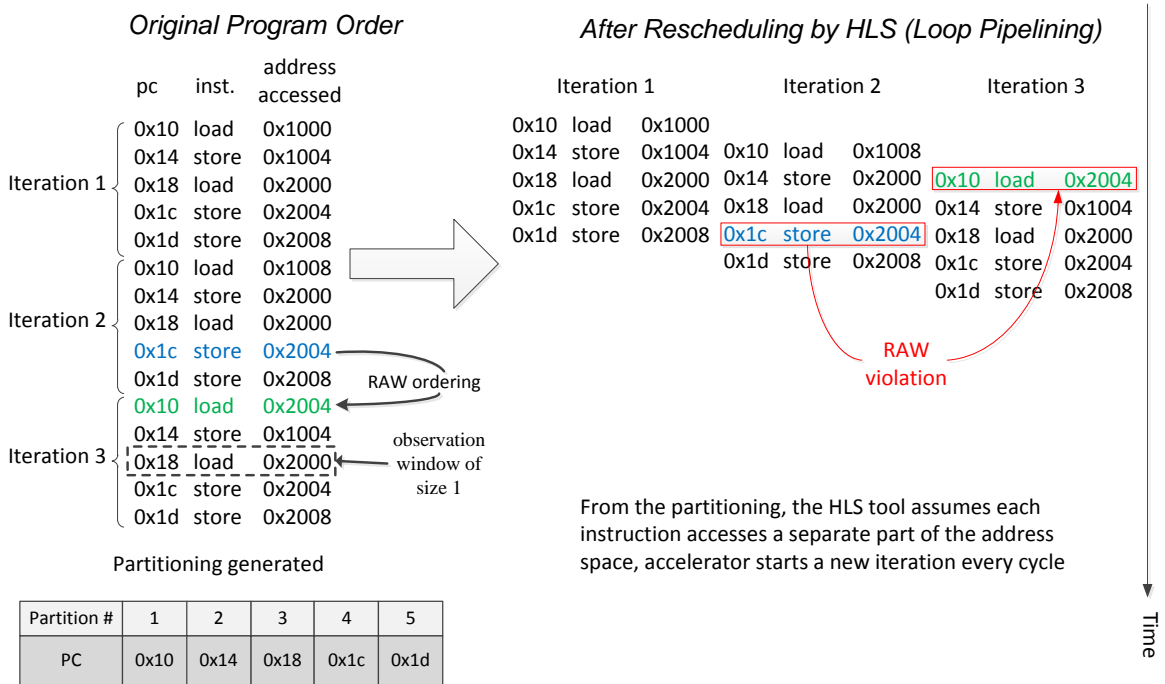 Original Program Order
pc inst. address accessed
Iteration 1
0x10 load 0x1000
0x14 store 0x1004
0x18 load 0x2000
0x1c store 0x2004
0x1d store 0x2008
Iteration 2
0x10 load 0x1008
0x14 store 0x2000
0x18 load 0x2000
0x1c store 0x2004
0x1d store 0x2008
RAW ordering
Iteration 3
0x10 load 0x2004
0x14 store 0x1004
0x18 load 0x2000
0x1c store 0x2004
0x1d store 0x2008
observation
window of
size 1
Partitioning generated
Partition # 1 2 3 4 5
PC 0x10 0x14 0x18 0x1c 0x1d
After Rescheduling by HLS (Loop Pipelining)
Iteration 1
0x10 load 0x1000
0x14 store 0x1004
0x18 load 0x2000
0x1c store 0x2004
0x1d store 0x2008
Iteration 2
0x10 load 0x1008
0x14 store 0x2000
0x18 load 0x2000
0x1c store 0x2004
0x1d store 0x2008
Iteration 3
0x10 load 0x2004
0x14 store 0x1004
0x18 load 0x2000
0x1c store 0x2004
0x1d store 0x2008
RAW
violation
From the partitioning, the HLS tool assumes each
instruction accesses a separate part of the address
space, accelerator starts a new iteration every cycle
Time